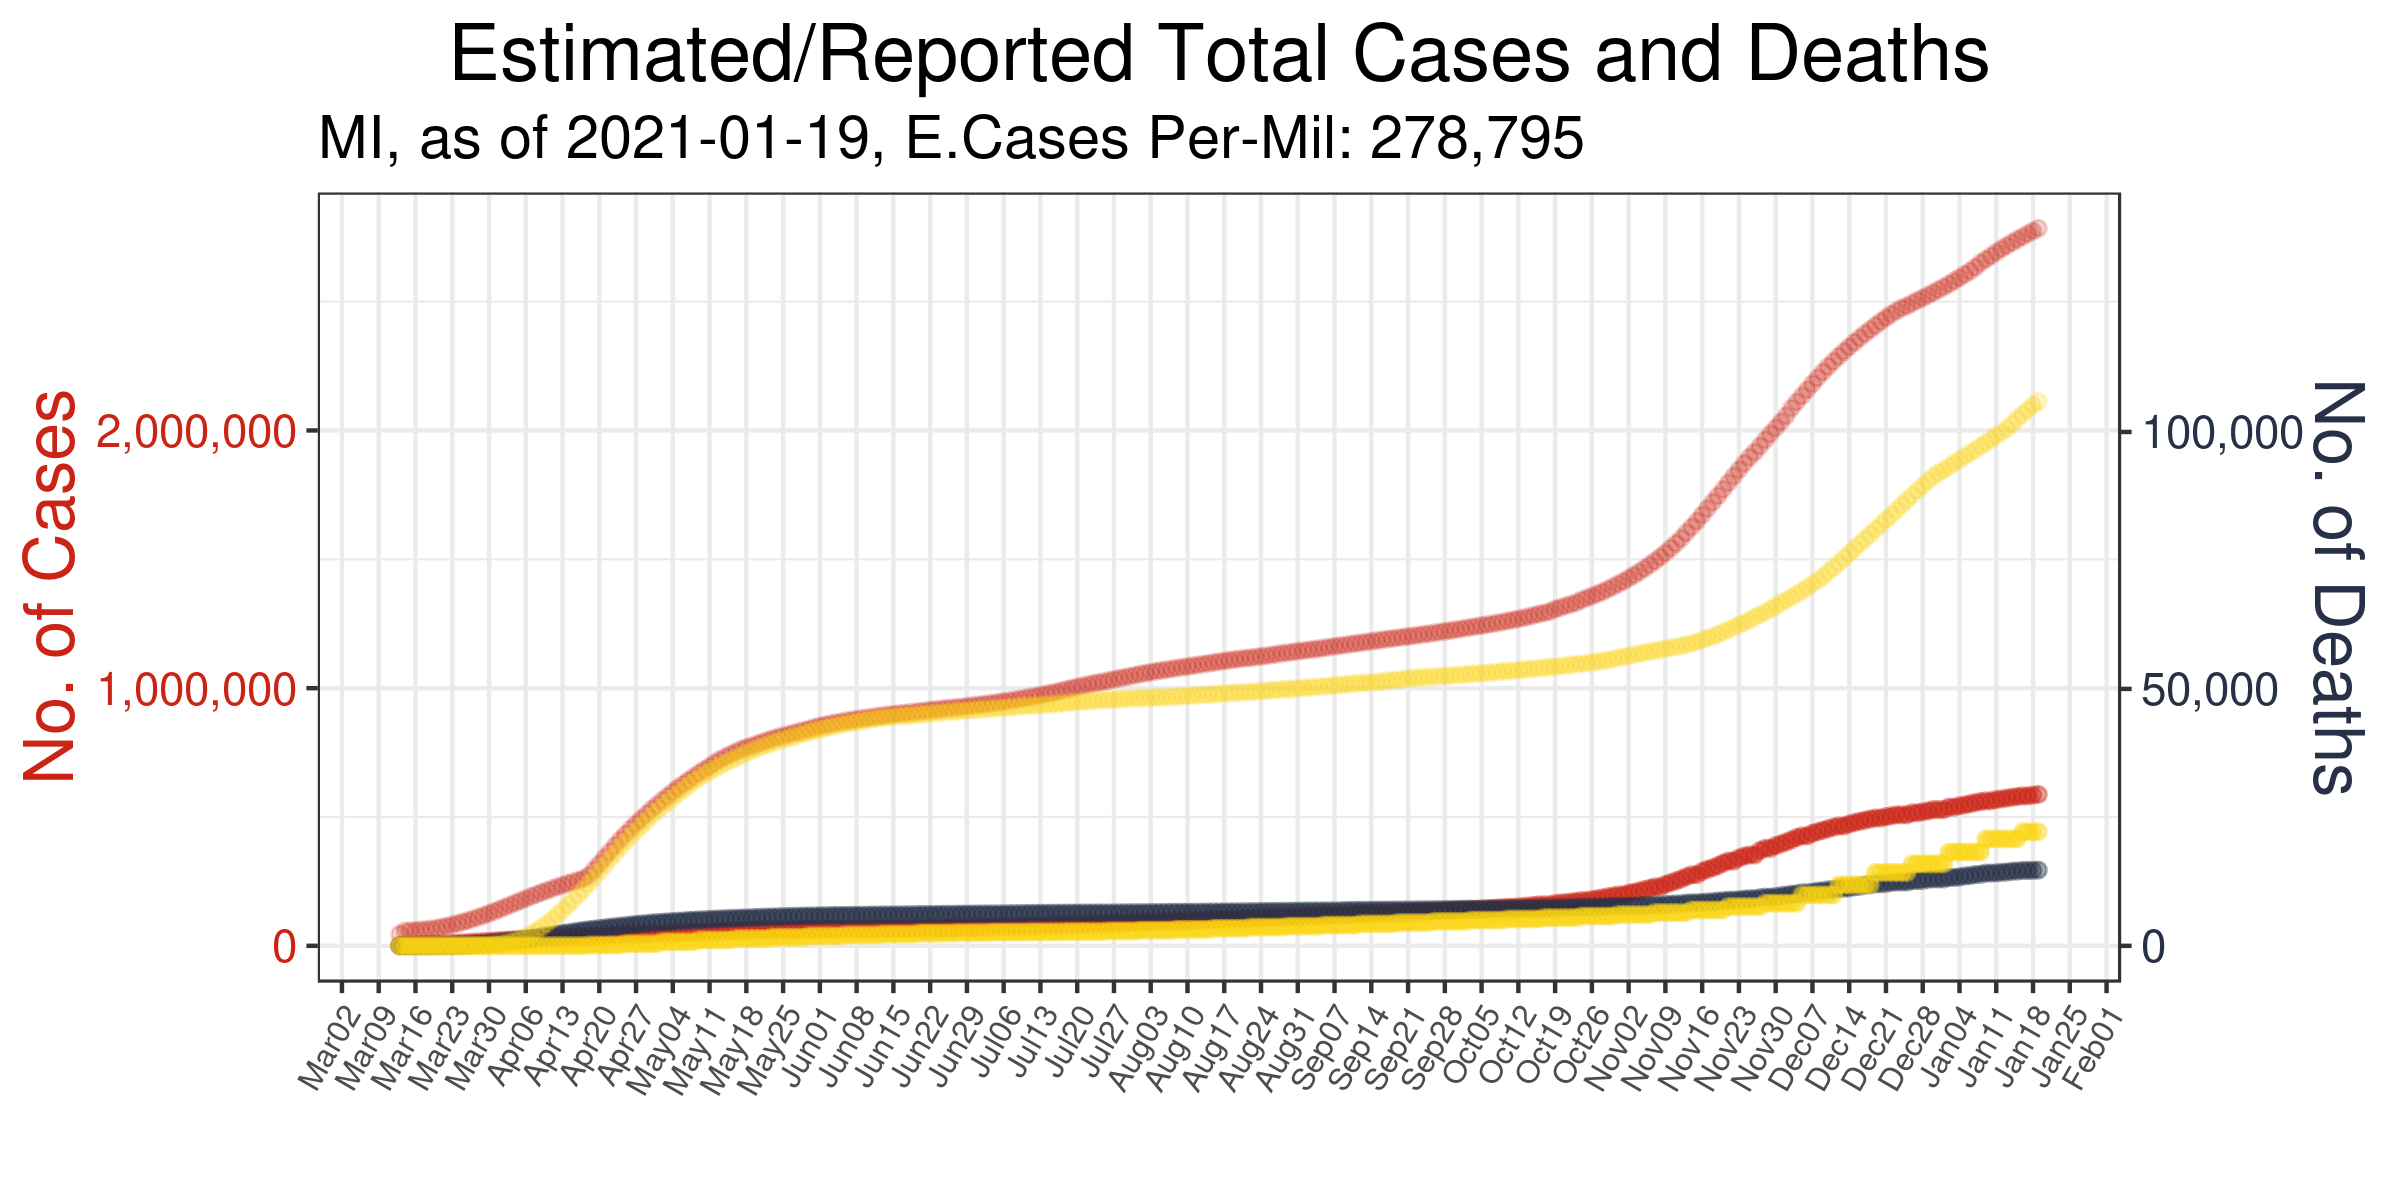 Estimated/Reported Total Cases and Deaths
MI, as of 2021-01-19, E.Cases Per-Mil: 278,795
No. of Cases
2,000,000
1,000,000
0
100,000
50,000
0
No. of Deaths
Mar02
Mar09
Mar16
Mar23
Mar30
Apr06
Apr13
Apr20
Apr27
May04
May11
May18
May25
Jun01
Jun08
Jun15
Jun22
Jun29
Jul06
Jul13
Jul20
Jul27
Aug03
Aug10
Aug17
Aug24
Aug31
Sep07
Sep14
Sep21
Sep28
Oct05
Oct12
Oct19
Oct26
Nov02
Nov09
Nov16
Nov23
Nov30
Dec07
Dec14
Dec21
Dec28
Jan04
Jan11
Jan18
Jan25
Feb01